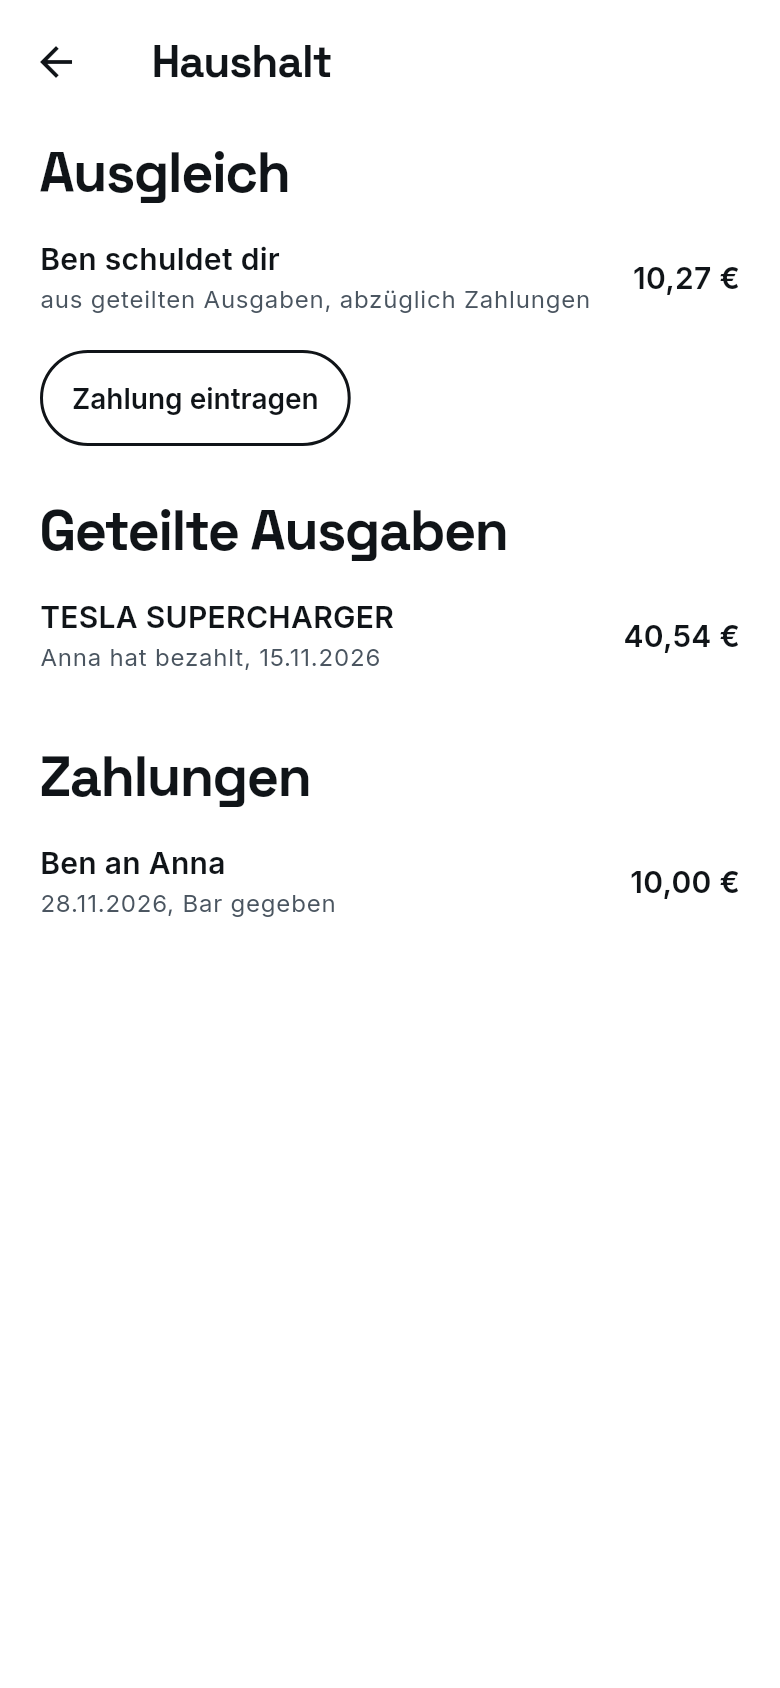 Haushalt
Ausgleich
Ben schuldet dir
10,27 €
aus geteilten Ausgaben, abzüglich Zahlungen
Zahlung eintragen
Geteilte Ausgaben
TESLA SUPERCHARGER
40,54 €
Anna hat bezahlt, 15.11.2026
Zahlungen
Ben an Anna
10,00 €
28.11.2026, Bar gegeben